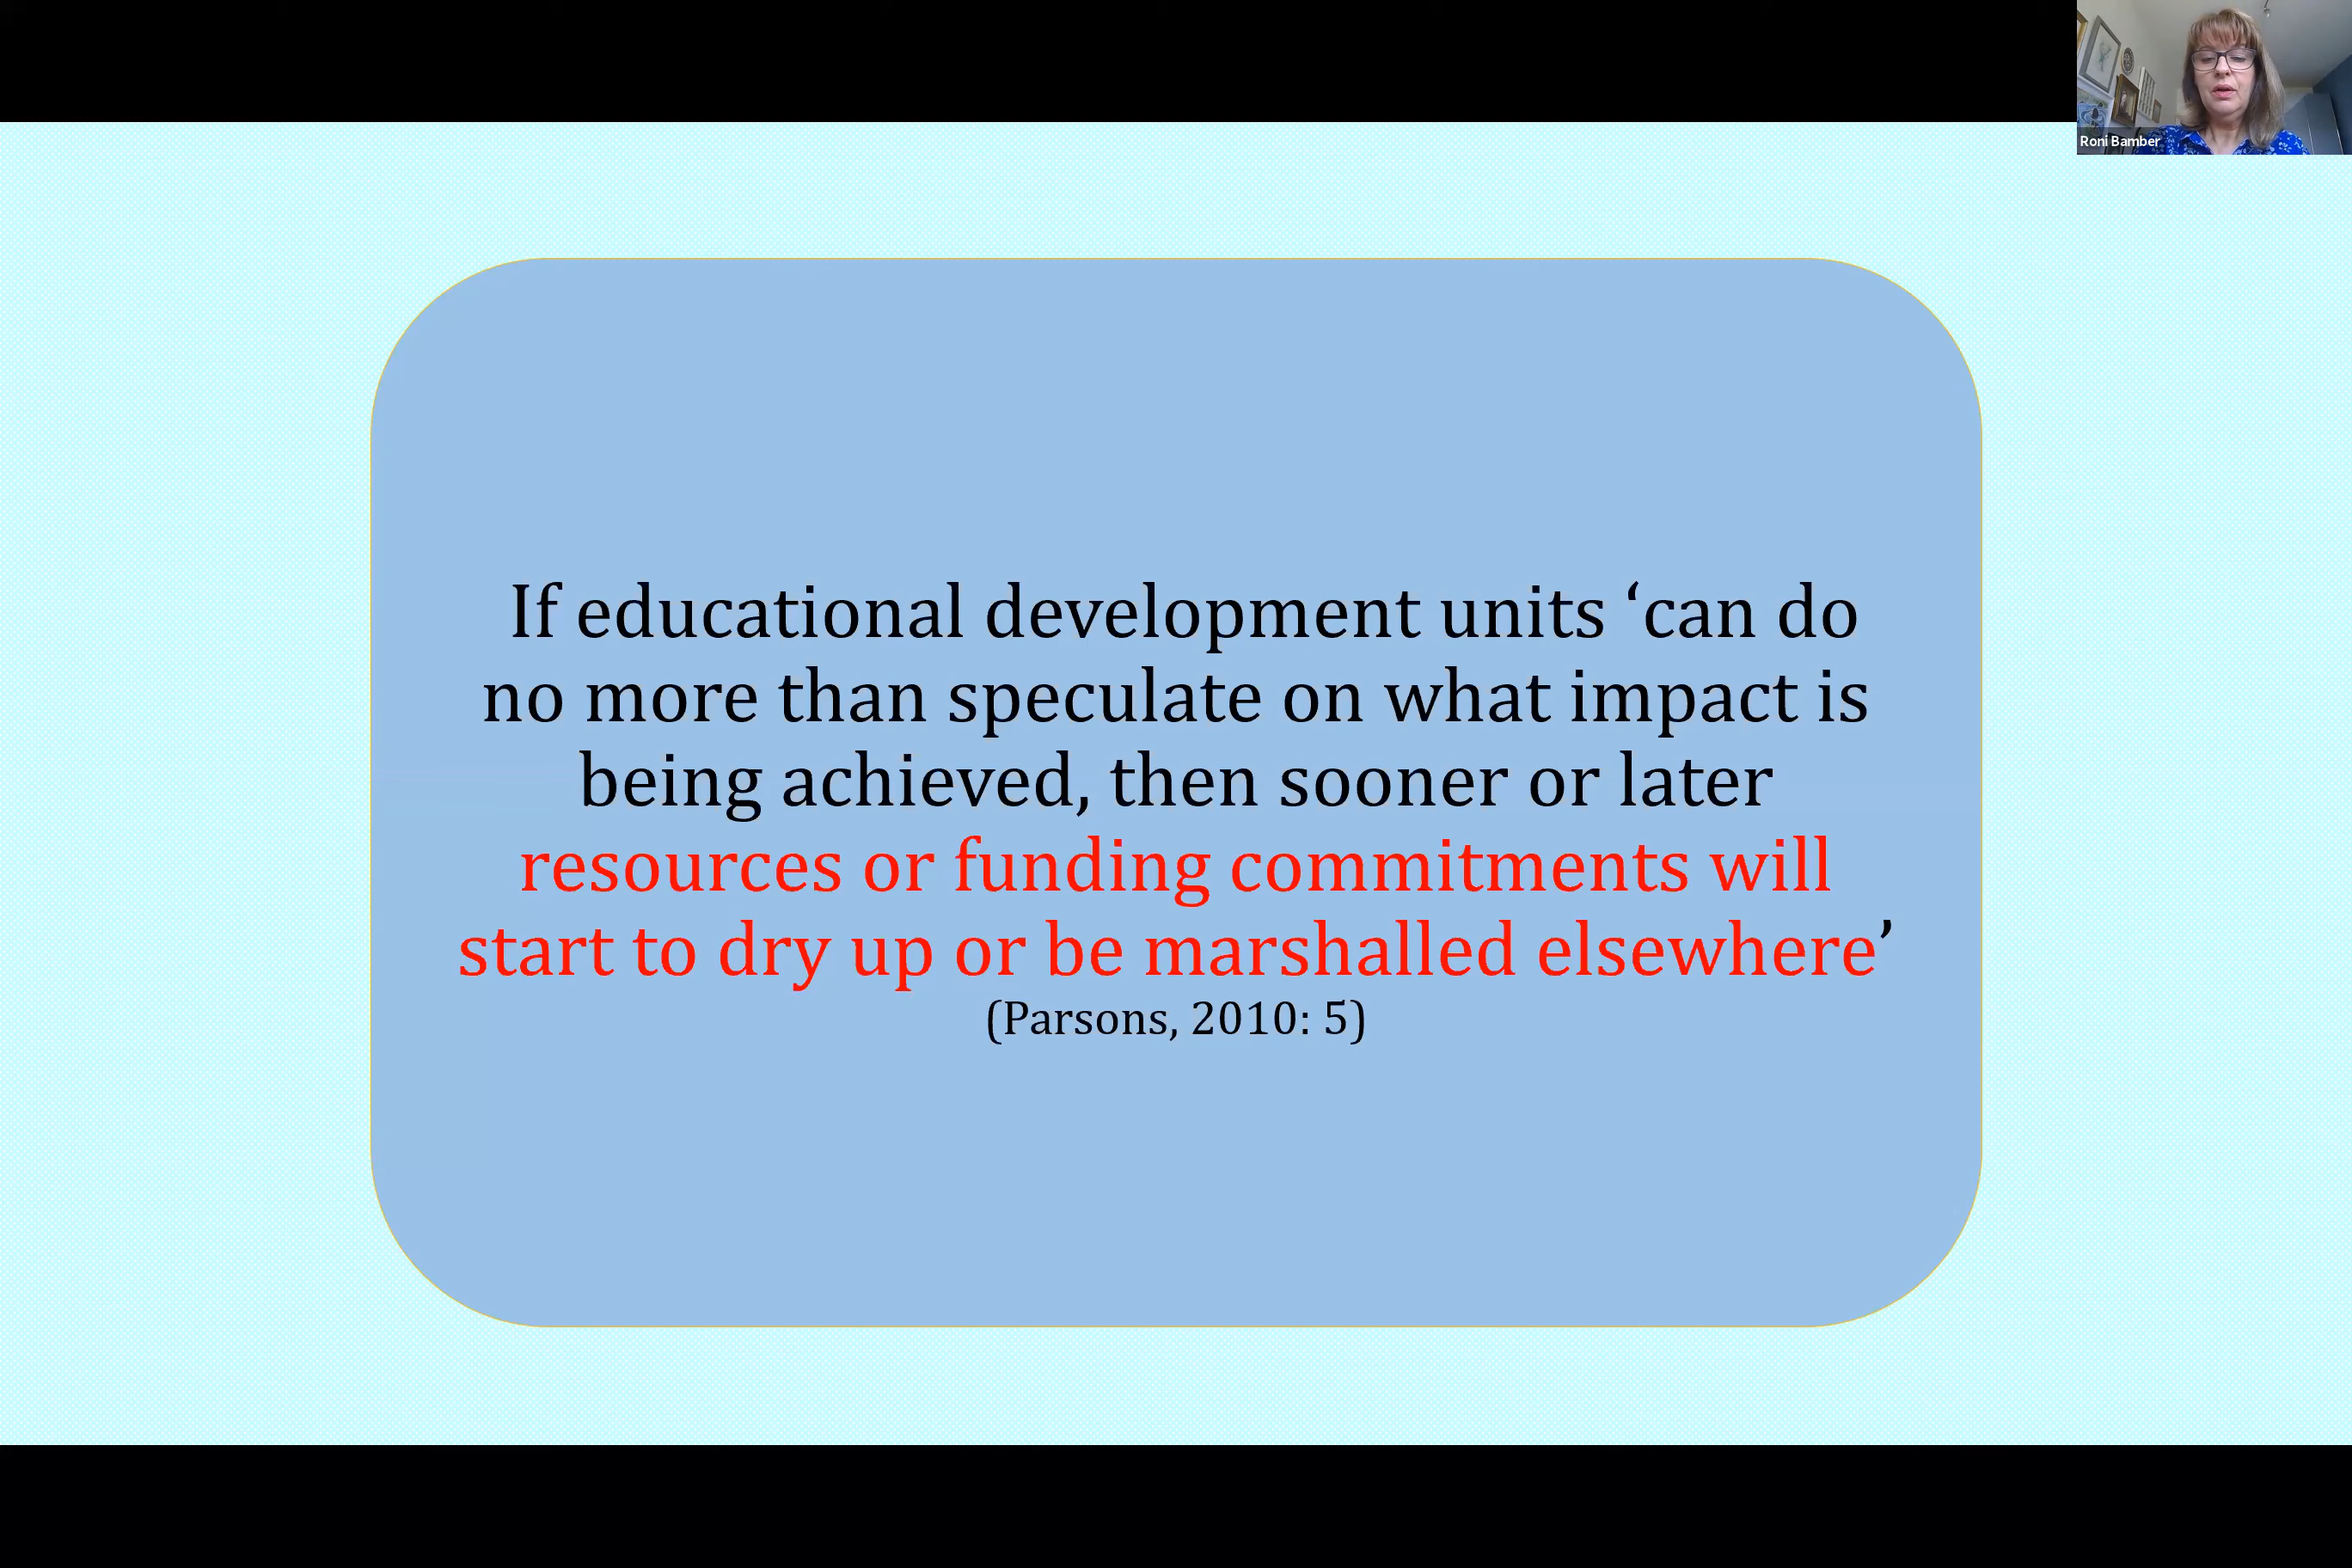 Roni Bamber
If educational development units ‘can do
no more than speculate on what impact is
being achieved, then sooner or later
resources or funding commitments will
start to dry up or be marshalled elsewhere’
(Parsons, 2010: 5)